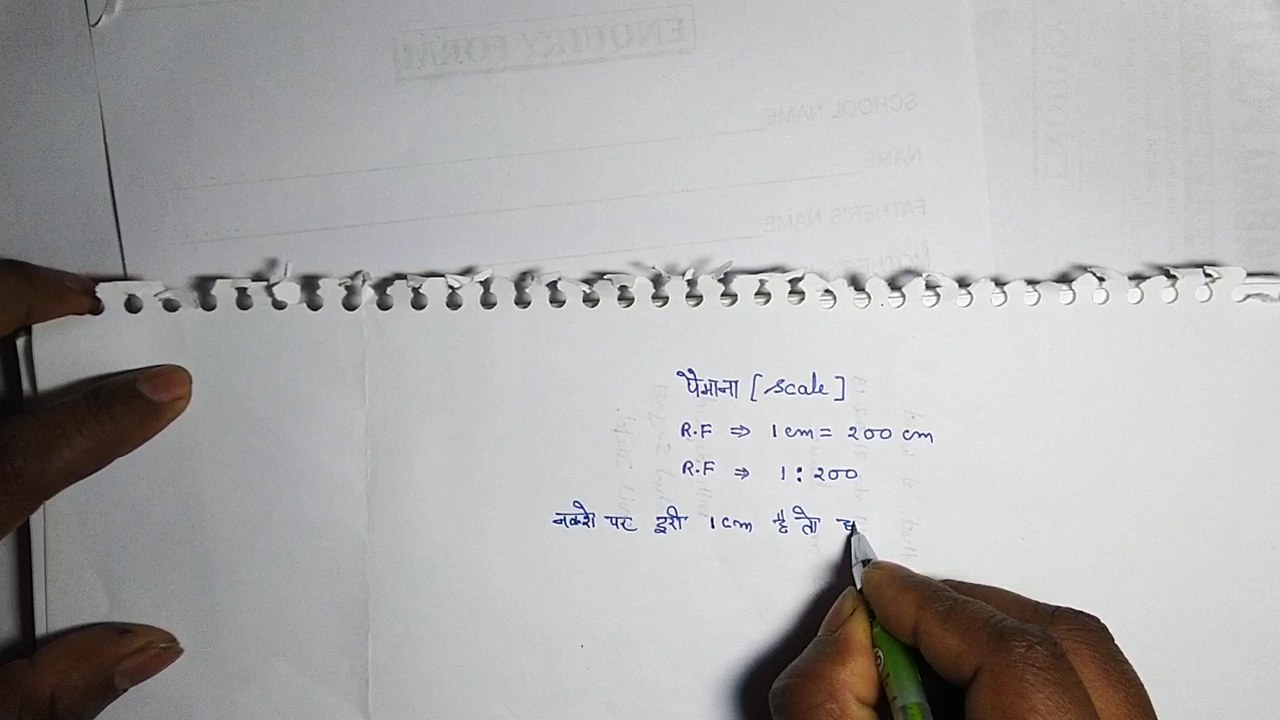 ENQUIRY FORM
SCHOOL NAME
NAME
FATHER'S NAME
पैमाना [scale]
R.F ⇒ 1 cm = 200 cm
R.F ⇒ 1 : 200
नक्शे पर दूरी 1 cm है तो